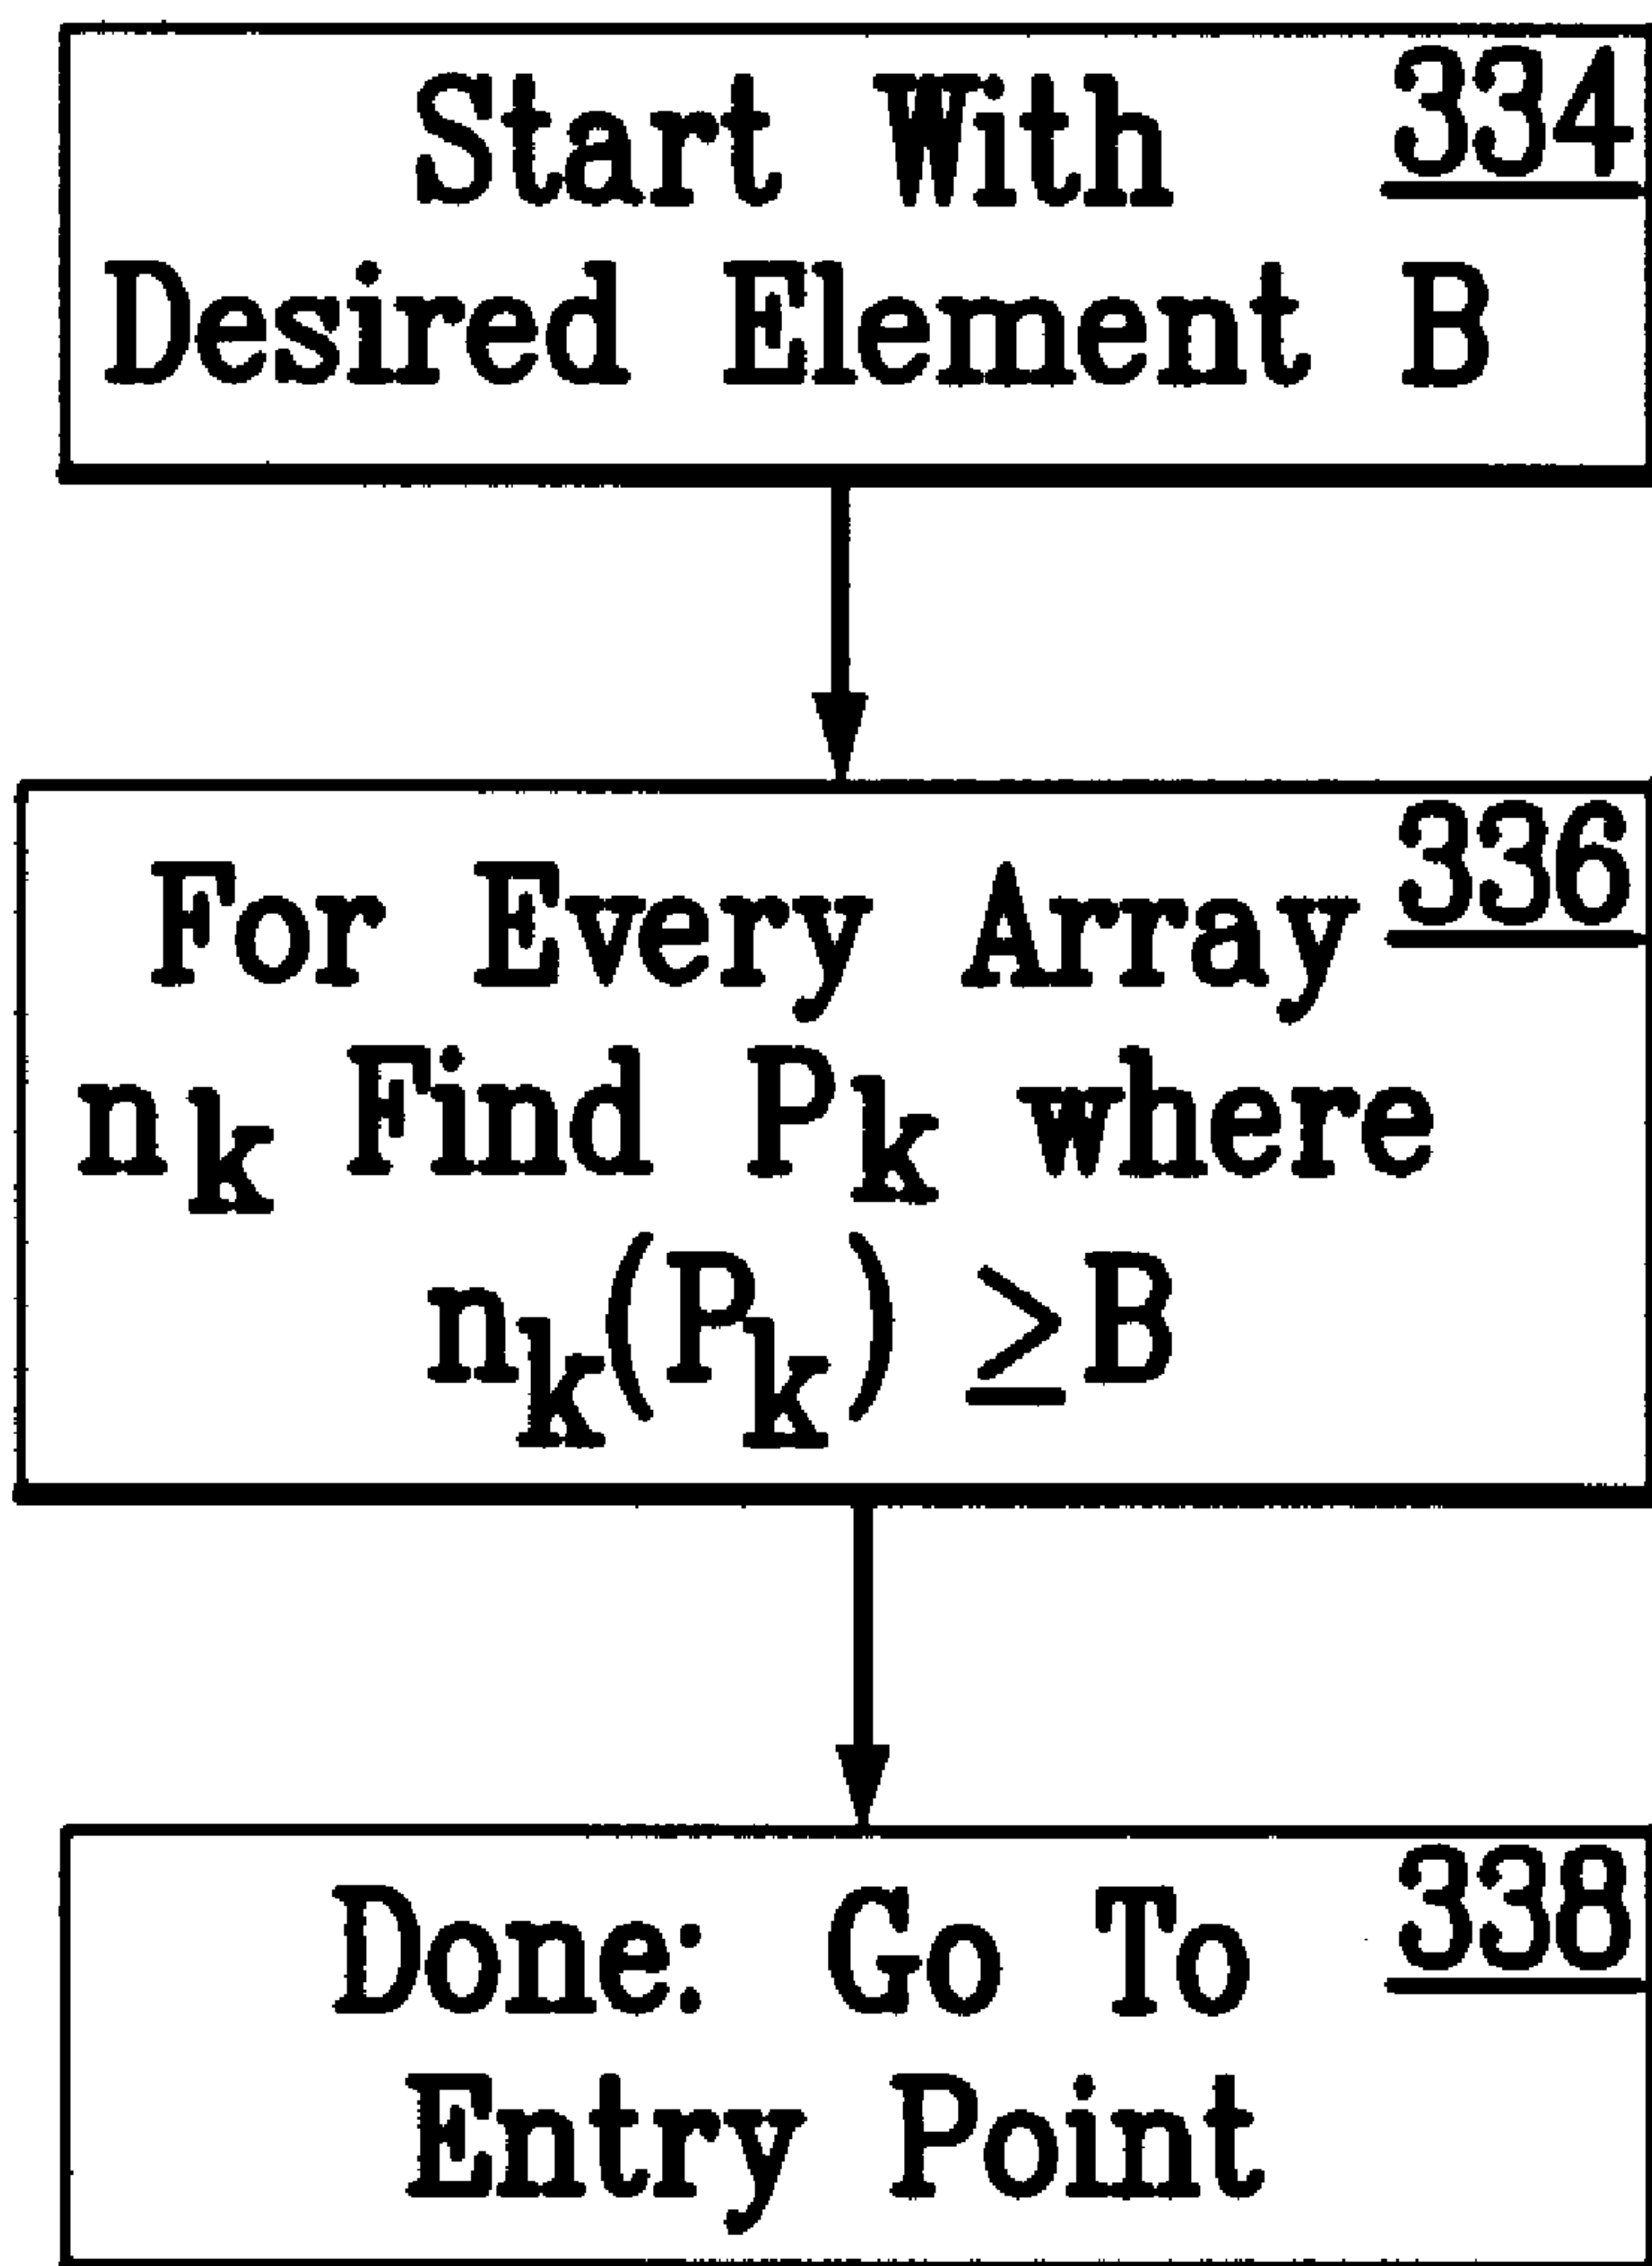 Start With 334
Desired Element B
For Every Array 336
nₖ Find Pₖ where
nₖ(Pₖ) ≥B
Done: Go To 338
Entry Point